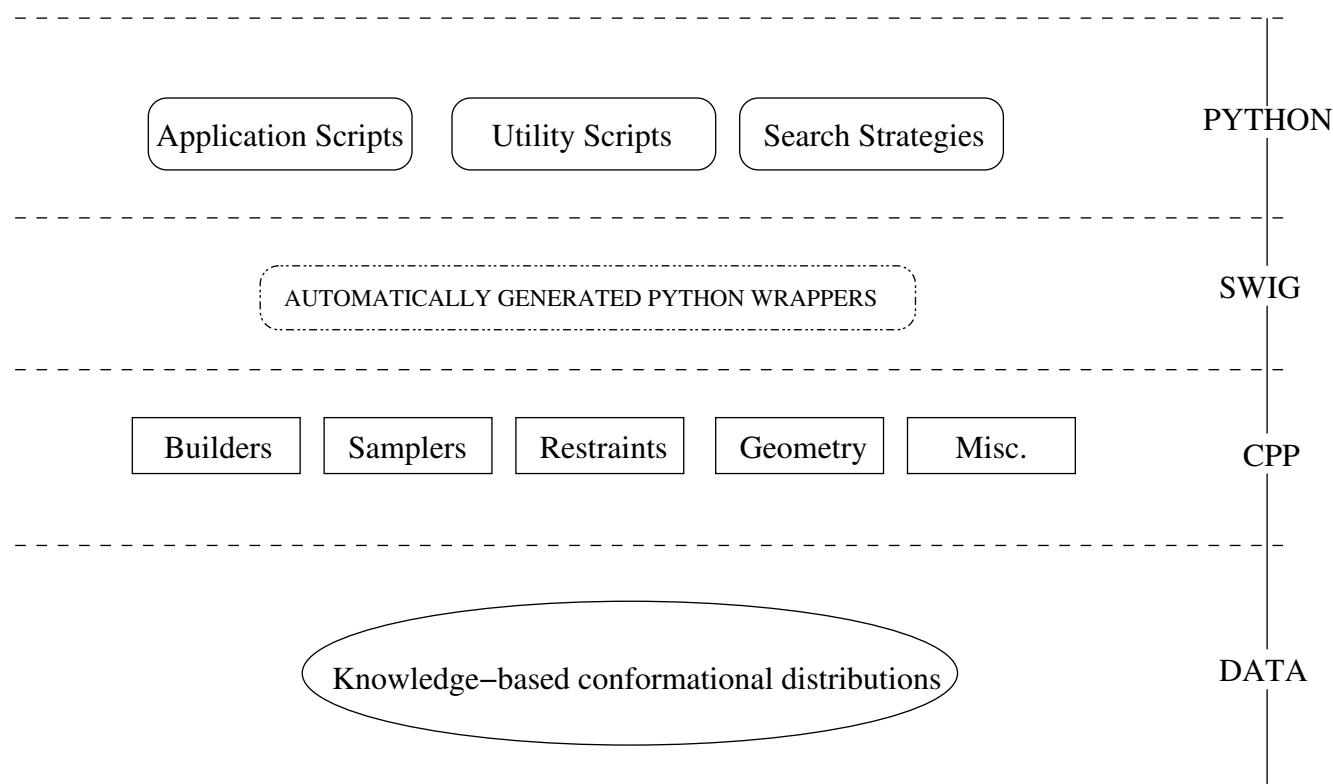 Application Scripts
Utility Scripts
Search Strategies
PYTHON
AUTOMATICALLY GENERATED PYTHON WRAPPERS
SWIG
Builders
Samplers
Restraints
Geometry
Misc.
CPP
Knowledge−based conformational distributions
DATA